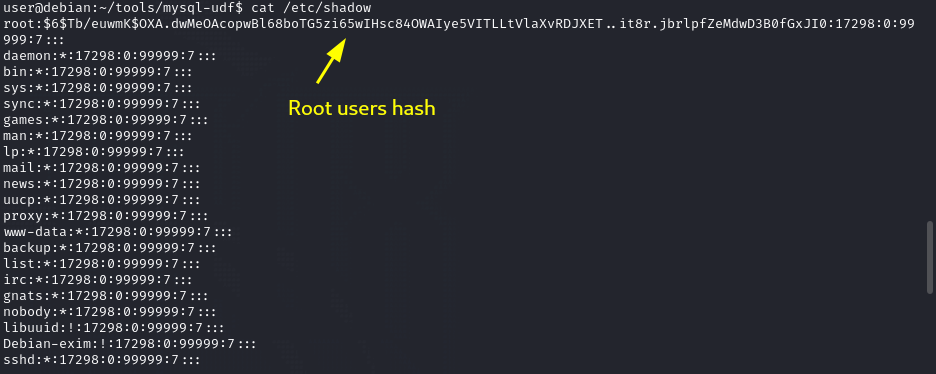 user@debian:~/tools/mysql-udf$ cat /etc/shadow
root:$6$Tb/euwmK$OXA.dwMeOAcopwBl68boTG5zi65wIHsc84OWAIye5VITLLtVlaXvRDJXET..it8r.jbrlpfZeMdwD3B0fGxJI0:17298:0:99
999:7:::
daemon:*:17298:0:99999:7:::
bin:*:17298:0:99999:7:::
sys:*:17298:0:99999:7:::
sync:*:17298:0:99999:7:::
games:*:17298:0:99999:7:::
Root users hash
man:*:17298:0:99999:7:::
lp:*:17298:0:99999:7:::
mail:*:17298:0:99999:7:::
news:*:17298:0:99999:7:::
uucp:*:17298:0:99999:7:::
proxy:*:17298:0:99999:7:::
www-data:*:17298:0:99999:7:::
backup:*:17298:0:99999:7:::
list:*:17298:0:99999:7:::
irc:*:17298:0:99999:7:::
gnats:*:17298:0:99999:7:::
nobody:*:17298:0:99999:7:::
libuuid:!:17298:0:99999:7:::
Debian-exim:!:17298:0:99999:7:::
sshd:*:17298:0:99999:7:::